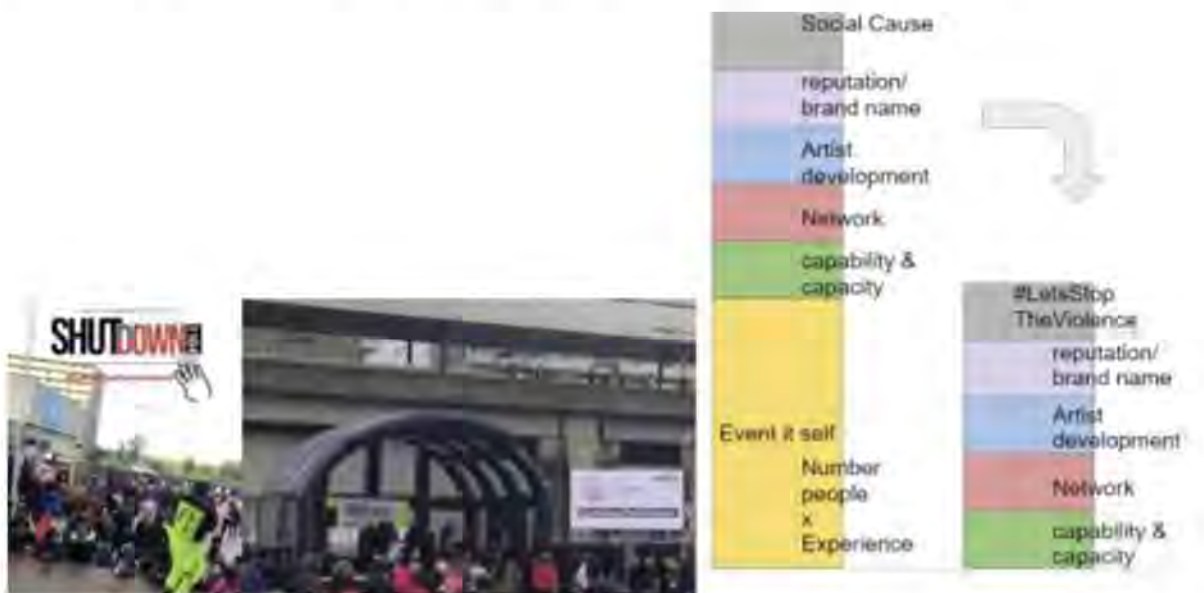 SHUTDOWN
Social Cause
reputation/
brand name
Artist
development
Network
capability &
capacity
Event it self
Number
people
x
Experience
#LetsStop
TheViolence
reputation/
brand name
Artist
development
Network
capability &
capacity